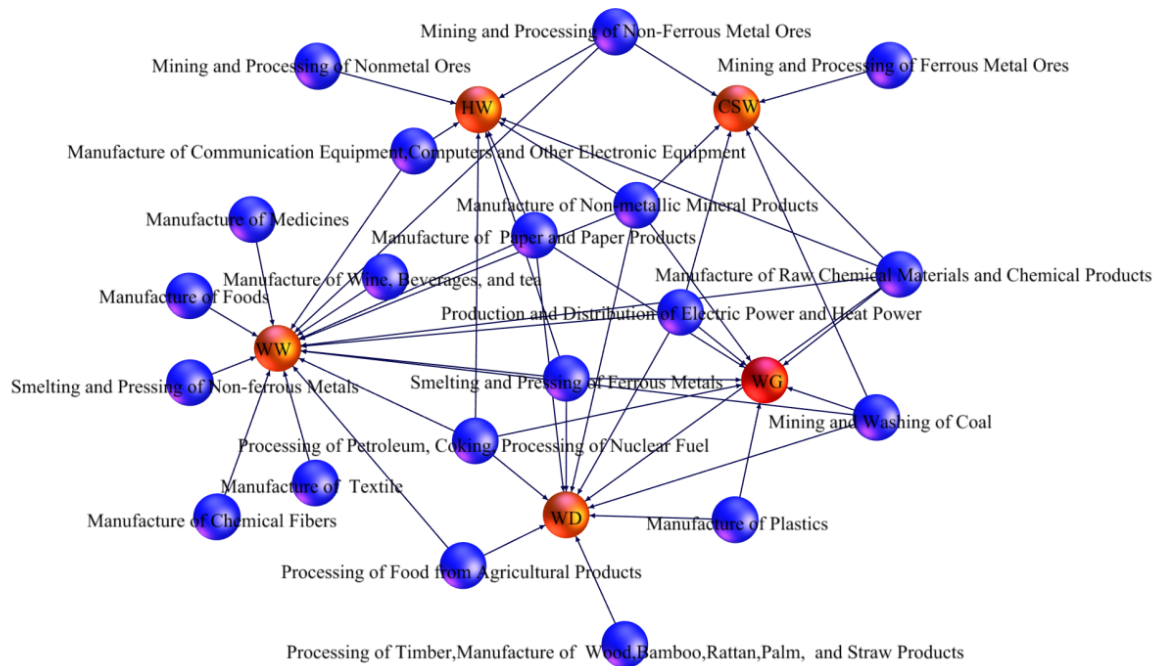 Mining and Processing of Non-Ferrous Metal Ores
Mining and Processing of Nonmetal Ores
Mining and Processing of Ferrous Metal Ores
HW
CSW
Manufacture of Communication Equipment,Computers and Other Electronic Equipment
Manufacture of Non-metallic Mineral Products
Manufacture of Medicines
Manufacture of Paper and Paper Products
Manufacture of Raw Chemical Materials and Chemical Products
Manufacture of Wine, Beverages, and tea
Manufacture of Foods
Production and Distribution of Electric Power and Heat Power
WW
WG
Smelting and Pressing of Non-ferrous Metals
Smelting and Pressing of Ferrous Metals
Mining and Washing of Coal
Processing of Petroleum, Coking, Processing of Nuclear Fuel
Manufacture of Textile
WD
Manufacture of Chemical Fibers
Manufacture of Plastics
Processing of Food from Agricultural Products
Processing of Timber,Manufacture of Wood,Bamboo,Rattan,Palm, and Straw Products